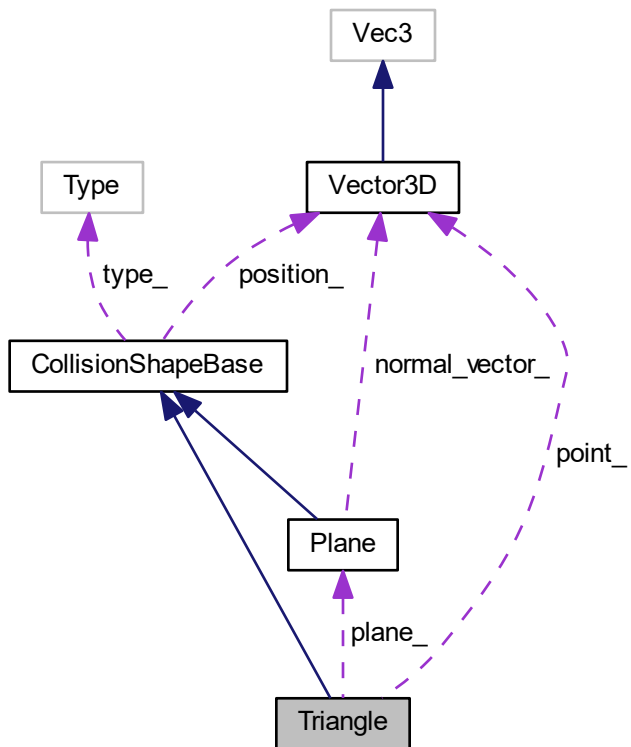 Vec3
Type
Vector3D
type_
position_
CollisionShapeBase
normal_vector_
point_
Plane
plane_
Triangle